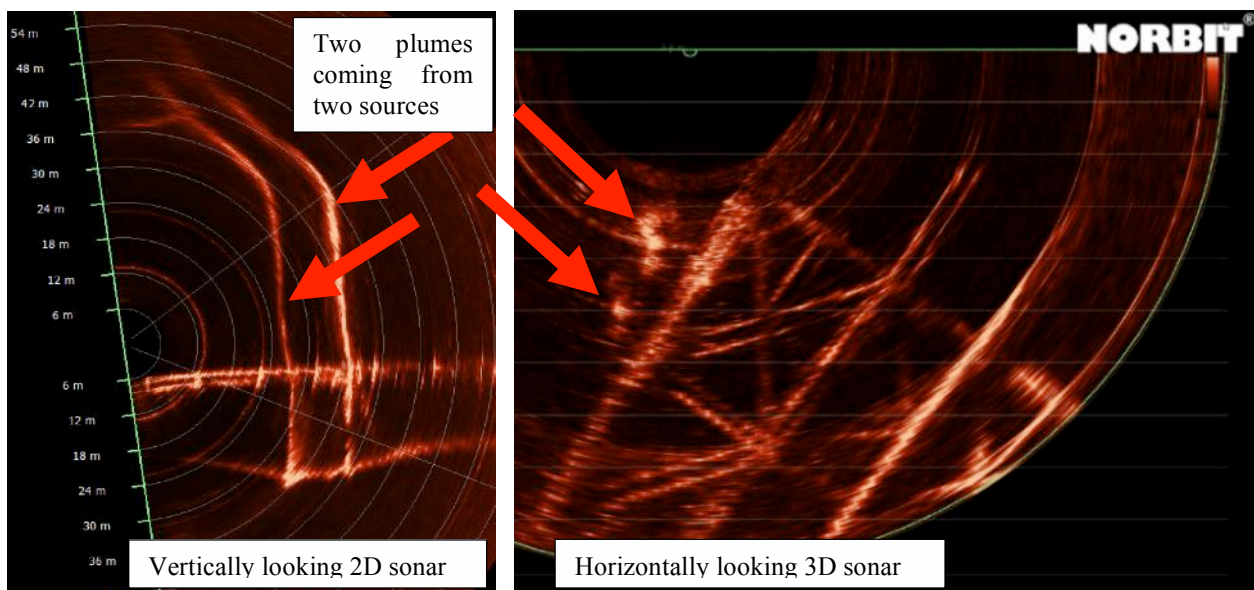 54 m
48 m
42 m
36 m
30 m
24 m
18 m
12 m
6 m
6 m
12 m
18 m
24 m
30 m
36 m
Two plumes
coming from
two sources
Vertically looking 2D sonar
NORBIT®
Horizontally looking 3D sonar